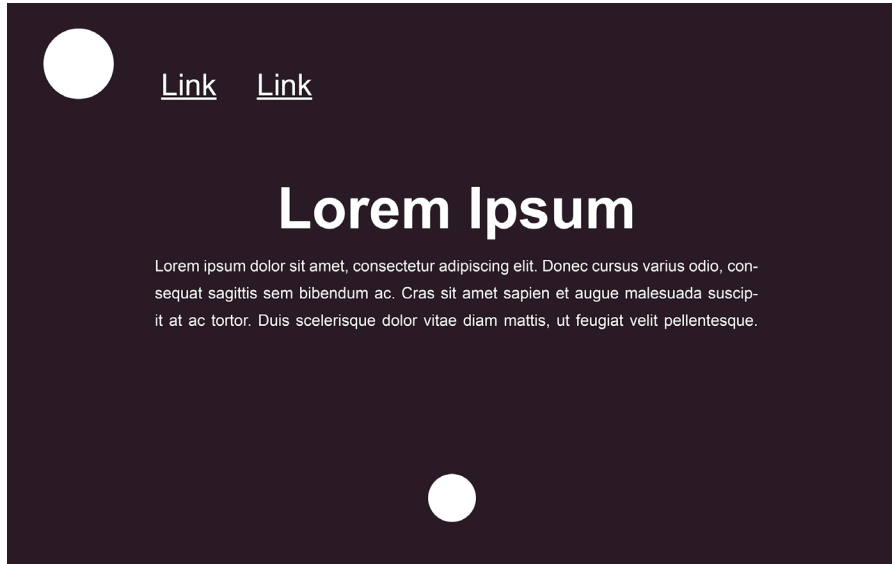 Link Link
Lorem Ipsum
Lorem ipsum dolor sit amet, consectetur adipiscing elit. Donec cursus varius odio, con-
sequat sagittis sem bibendum ac. Cras sit amet sapien et augue malesuada suscip-
it at ac tortor. Duis scelerisque dolor vitae diam mattis, ut feugiat velit pellentesque.